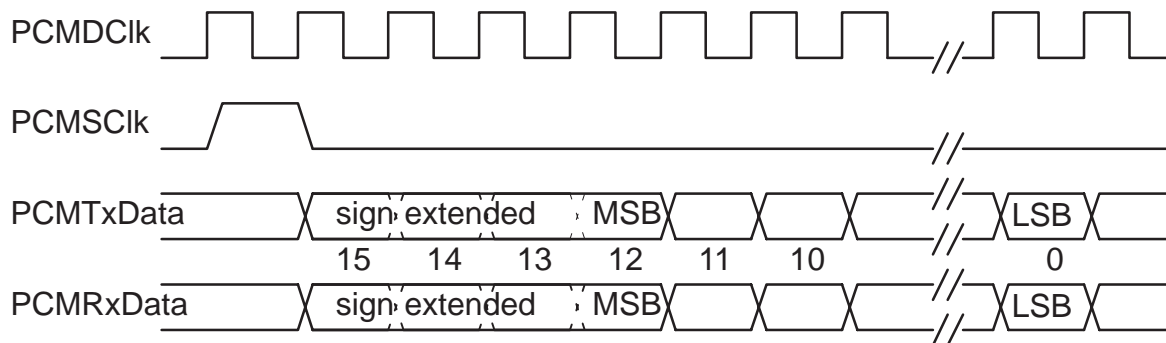 PCMDClk
PCMSClk
PCMTxData sign extended MSB LSB
15 14 13 12 11 10 0
PCMRxData sign extended MSB LSB